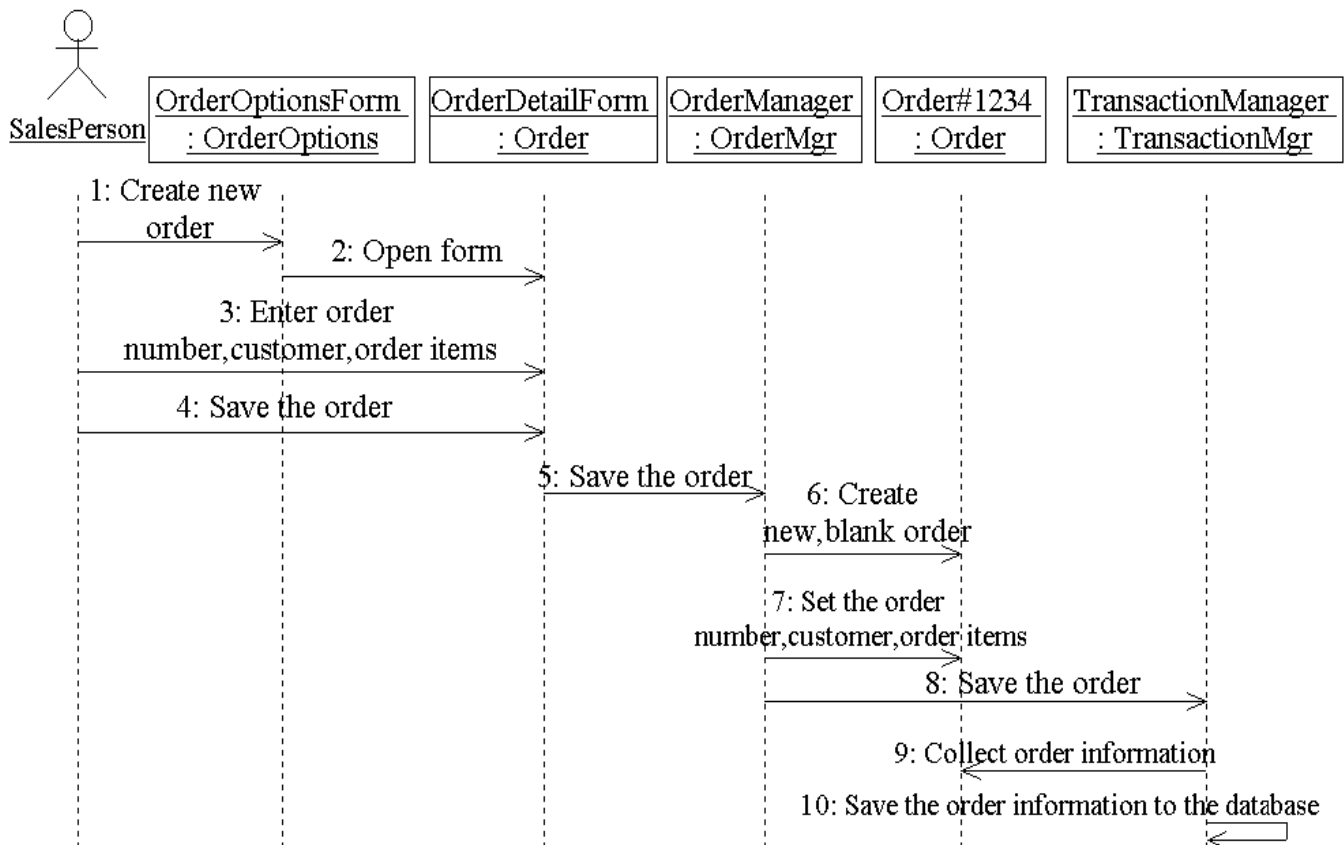 SalesPerson
OrderOptionsForm
: OrderOptions
OrderDetailForm
: Order
OrderManager
: OrderMgr
Order#1234
: Order
TransactionManager
: TransactionMgr
1: Create new
order
2: Open form
3: Enter order
number,customer,order items
4: Save the order
5: Save the order
6: Create
new,blank order
7: Set the order
number,customer,order items
8: Save the order
9: Collect order information
10: Save the order information to the database